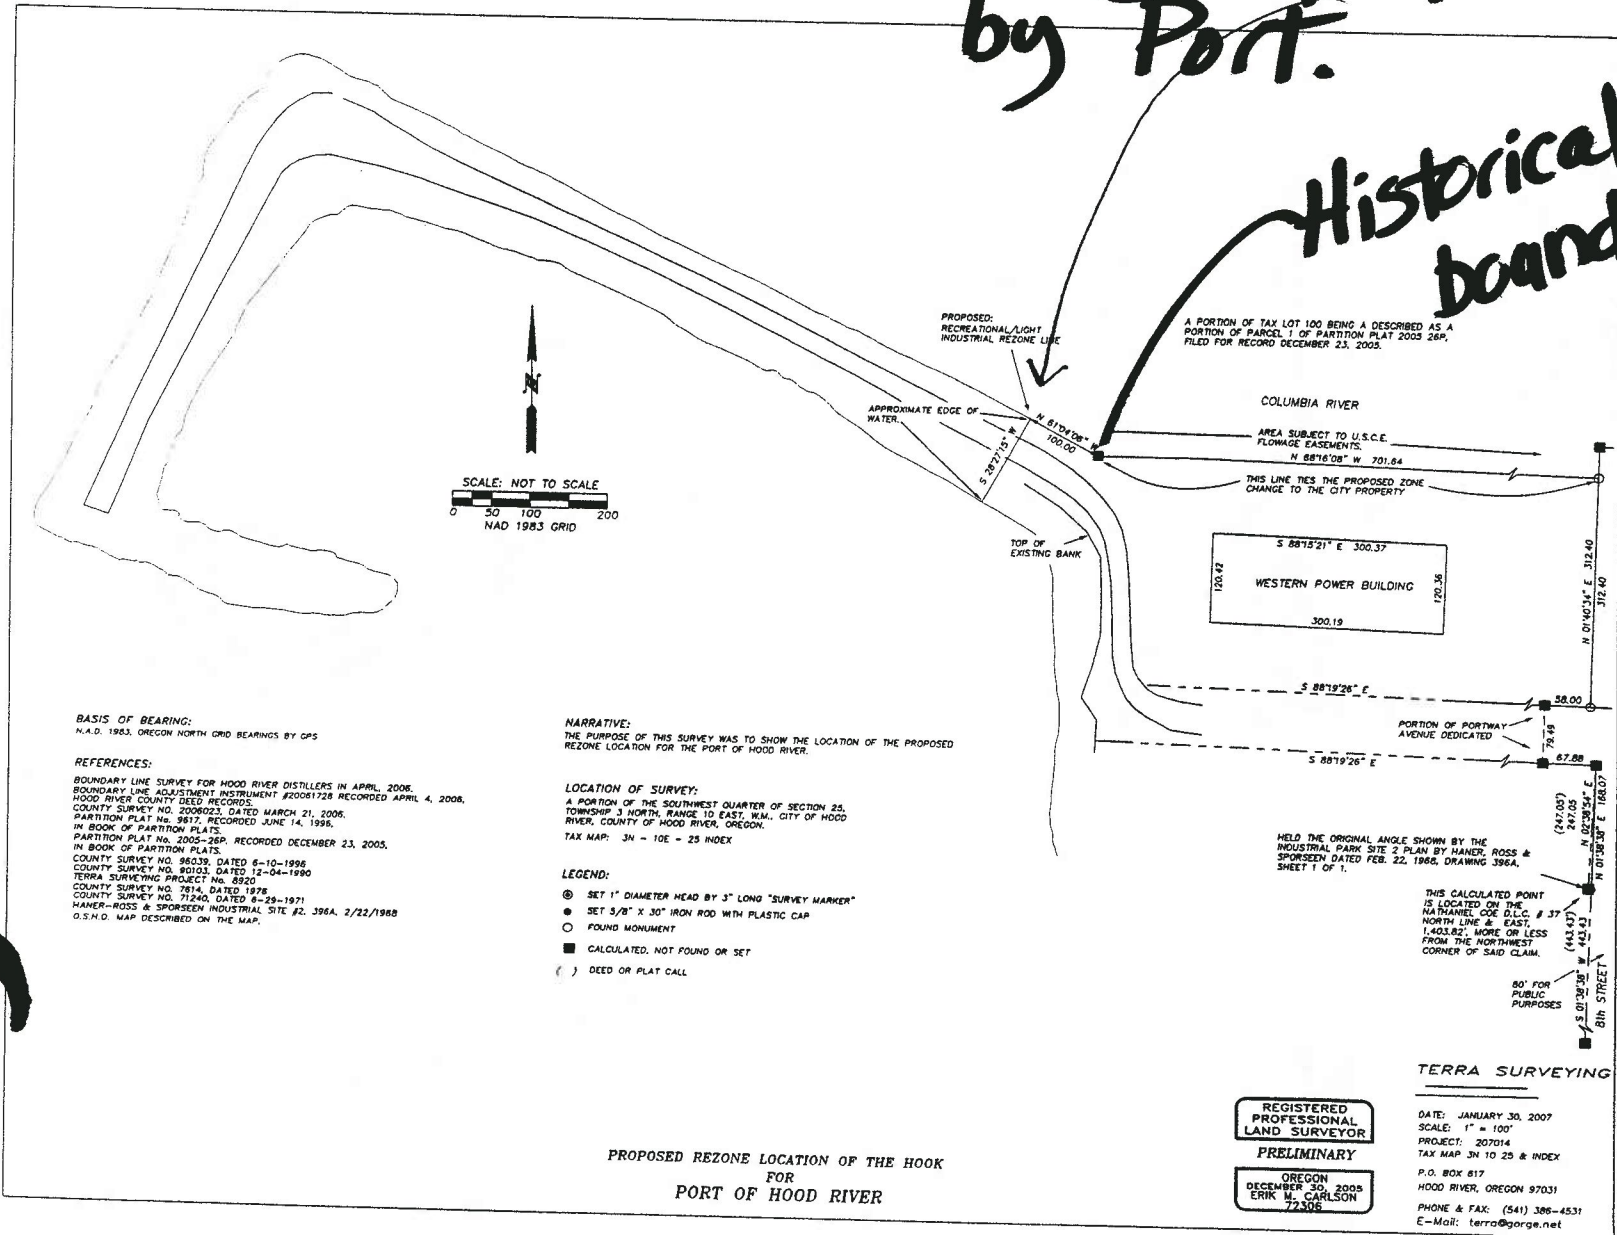 by Port.
Historical
PROPOSED:
RECREATIONAL/LIGHT
INDUSTRIAL REZONE LINE
A PORTION OF TAX LOT 100 BEING A DESCRIBED AS A
PORTION OF PARCEL 1 OF PARTITION PLAT 2005 26P,
FILED FOR RECORD DECEMBER 23, 2005.
COLUMBIA RIVER
APPROXIMATE EDGE OF
WATER.
N 61°04'06" W
100.00
S 28°27'15" W
AREA SUBJECT TO U.S.C.E.
FLOWAGE EASEMENTS.
N 88°16'08" W 701.64
THIS LINE TIES THE PROPOSED ZONE
CHANGE TO THE CITY PROPERTY
N
SCALE: NOT TO SCALE
0 50 100 200
NAD 1983 GRID
TOP OF
EXISTING BANK
S 88°15'21" E 300.37
120.42
WESTERN POWER BUILDING
120.36
300.19
N 01°40'34" E 312.40
312.40
S 88°19'26" E
58.00
PORTION OF PORTWAY
AVENUE DEDICATED
79.49
S 88°19'26" E
67.88
BASIS OF BEARING:
N.A.D. 1983, OREGON NORTH GRID BEARINGS BY GPS
REFERENCES:
BOUNDARY LINE SURVEY FOR HOOD RIVER DISTILLERS IN APRIL, 2006.
BOUNDARY LINE ADJUSTMENT INSTRUMENT #20061728 RECORDED APRIL 4, 2006,
HOOD RIVER COUNTY DEED RECORDS.
COUNTY SURVEY NO. 2006023, DATED MARCH 21, 2006.
PARTITION PLAT No. 9617, RECORDED JUNE 14, 1996,
IN BOOK OF PARTITION PLATS.
PARTITION PLAT No. 2005-26P, RECORDED DECEMBER 23, 2005,
IN BOOK OF PARTITION PLATS.
COUNTY SURVEY NO. 96039, DATED 6-10-1996
COUNTY SURVEY NO. 90103, DATED 12-04-1990
TERRA SURVEYING PROJECT No. 8920
COUNTY SURVEY NO. 7614, DATED 1976
COUNTY SURVEY NO. 71240, DATED 6-29-1971
HANER-ROSS & SPORSEEN INDUSTRIAL SITE #2, 396A, 2/22/1968
O.S.H.D. MAP DESCRIBED ON THE MAP.
NARRATIVE:
THE PURPOSE OF THIS SURVEY WAS TO SHOW THE LOCATION OF THE PROPOSED
REZONE LOCATION FOR THE PORT OF HOOD RIVER.
LOCATION OF SURVEY:
A PORTION OF THE SOUTHWEST QUARTER OF SECTION 25,
TOWNSHIP 3 NORTH, RANGE 10 EAST, W.M., CITY OF HOOD
RIVER, COUNTY OF HOOD RIVER, OREGON.
TAX MAP: 3N - 10E - 25 INDEX
LEGEND:
SET 1" DIAMETER HEAD BY 3" LONG "SURVEY MARKER"
SET 5/8" X 30" IRON ROD WITH PLASTIC CAP
FOUND MONUMENT
CALCULATED, NOT FOUND OR SET
( ) DEED OR PLAT CALL
(247.05')
247.05
N 02°38'54" E
N 01°38'38" E 168.07
HELD THE ORIGINAL ANGLE SHOWN BY THE
INDUSTRIAL PARK SITE 2 PLAN BY HANER, ROSS &
SPORSEEN DATED FEB. 22, 1968, DRAWING 396A,
SHEET 1 OF 1.
THIS CALCULATED POINT
IS LOCATED ON THE
NATHANIEL COE D.L.C. # 37
NORTH LINE & EAST,
1,403.82', MORE OR LESS
FROM THE NORTHWEST
CORNER OF SAID CLAIM.
(443.43')
S 01°38'38" W 443.43
80' FOR
PUBLIC
PURPOSES
8th STREET
TERRA SURVEYING
DATE: JANUARY 30, 2007
SCALE: 1" = 100'
PROJECT: 207014
TAX MAP 3N 10 25 & INDEX
P.O. BOX 617
HOOD RIVER, OREGON 97031
PHONE & FAX: (541) 386-4531
E-Mail: terra@gorge.net
REGISTERED
PROFESSIONAL
LAND SURVEYOR
PRELIMINARY
OREGON
DECEMBER 30, 2005
ERIK M. CARLSON
72306
PROPOSED REZONE LOCATION OF THE HOOK
FOR
PORT OF HOOD RIVER